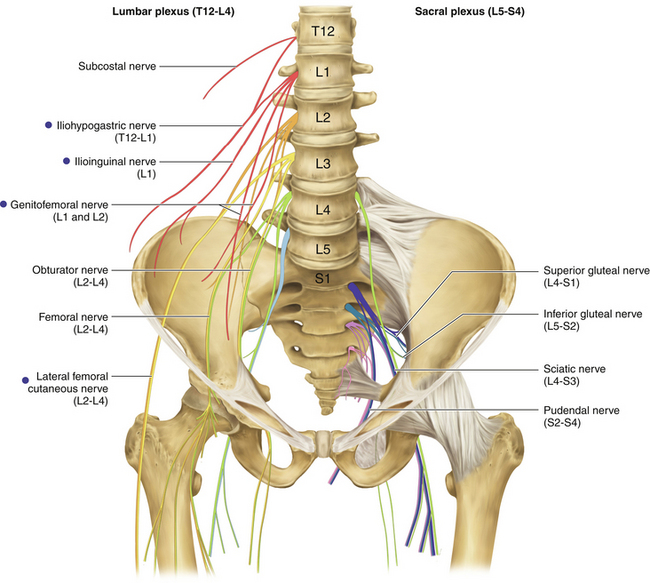 Lumbar plexus (T12-L4)
Sacral plexus (L5-S4)
T12
Subcostal nerve
L1
L2
Iliohypogastric nerve
(T12-L1)
Ilioinguinal nerve
(L1)
L3
Genitofemoral nerve
(L1 and L2)
L4
L5
Obturator nerve
(L2-L4)
S1
Superior gluteal nerve
(L4-S1)
Femoral nerve
(L2-L4)
Inferior gluteal nerve
(L5-S2)
Lateral femoral
cutaneous nerve
(L2-L4)
Sciatic nerve
(L4-S3)
Pudendal nerve
(S2-S4)